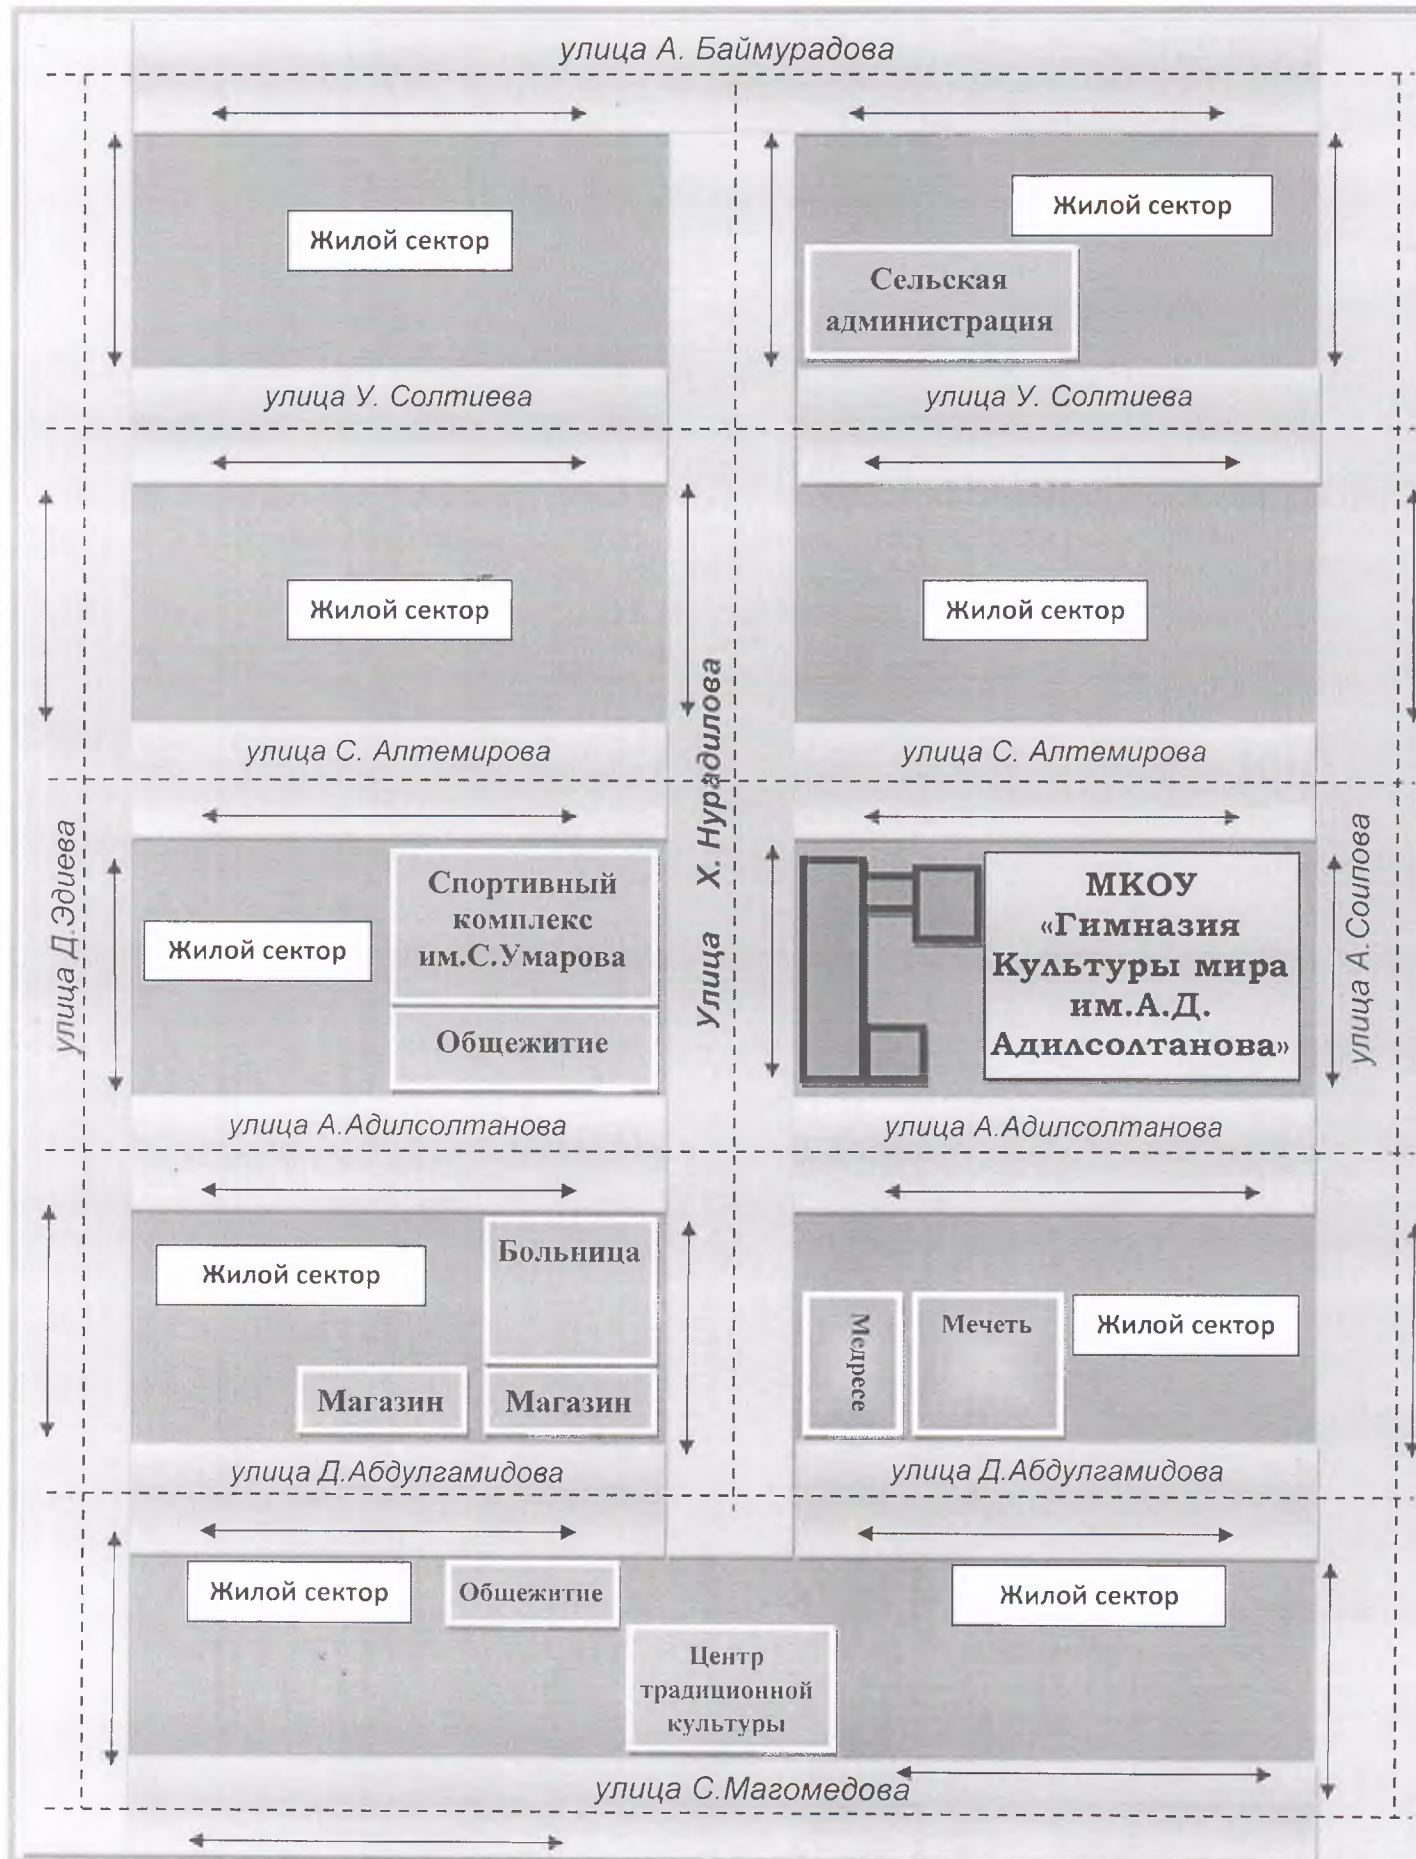 улица А. Баймурадова
Жилой сектор
Жилой сектор
Сельская
администрация
улица У. Солтиева
улица У. Солтиева
Жилой сектор
Жилой сектор
Улица Х. Нурадилова
улица С. Алтемирова
улица С. Алтемирова
улица Д.Эдиева
Жилой сектор
Спортивный
комплекс
им.С.Умарова
Общежитие
МКОУ
«Гимназия
Культуры мира
им.А.Д.
Адилсолтанова»
улица А.Соипова
улица А.Адилсолтанова
улица А.Адилсолтанова
Жилой сектор
Больница
Магазин
Магазин
Медресе
Мечеть
Жилой сектор
улица Д.Абдулгамидова
улица Д.Абдулгамидова
Жилой сектор
Общежитие
Жилой сектор
Центр
традиционной
культуры
улица С.Магомедова